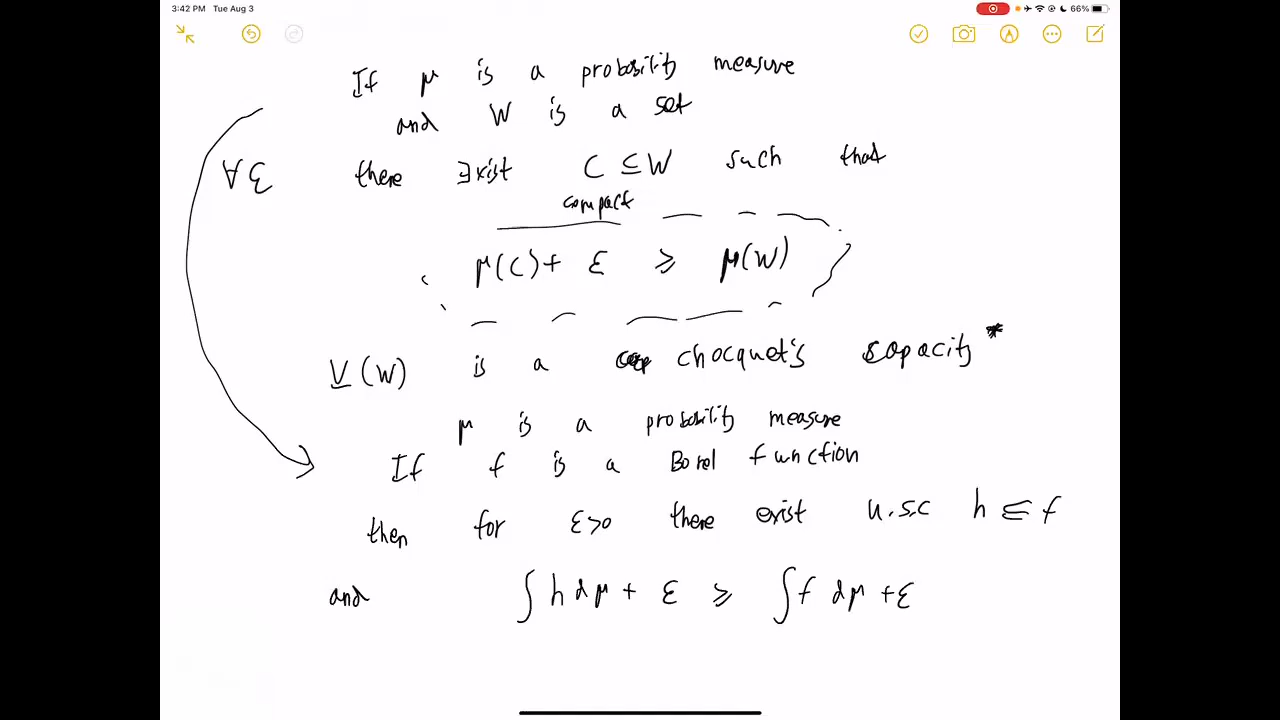 3:42 PM Tue Aug 3
66%
If μ is a probability measure
and W is a set
∀ε there ∃xist C ⊆ W such that
compact
μ(C) + ε ⩾ μ(W)
V(W) is a chocquet's capacity*
μ is a probability measure
If f is a Borel function
then for ε>0 there exist u.s.c h ≤ f
and ∫ h dμ + ε ⩾ ∫ f dμ + ε